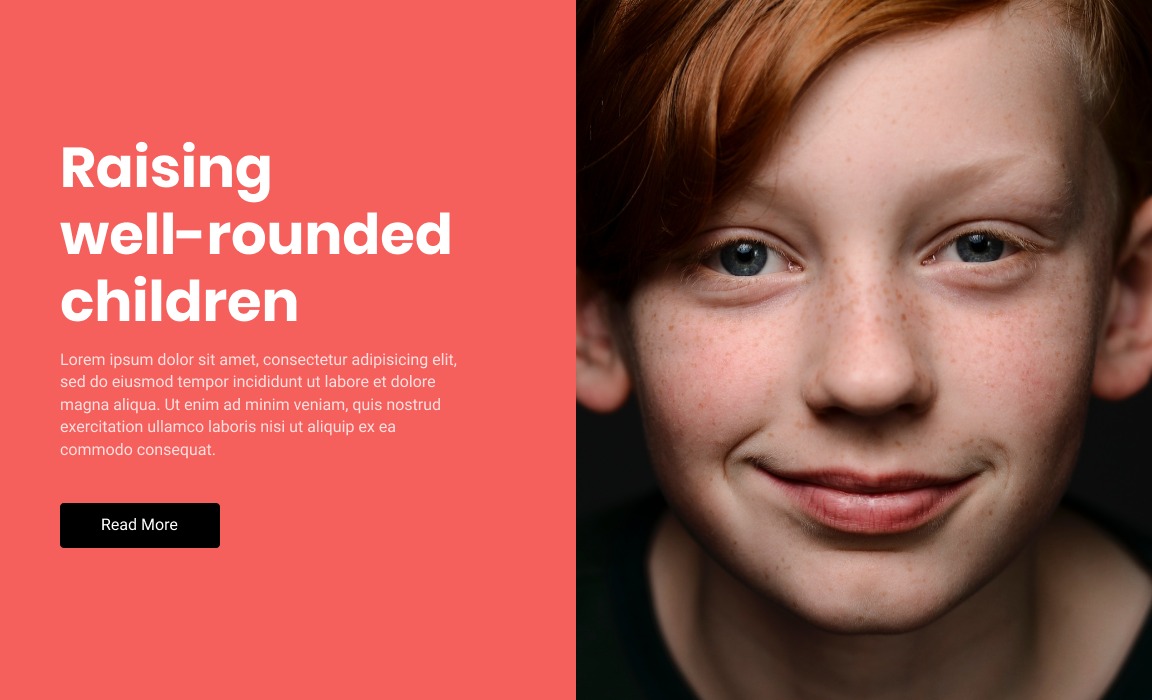 Raising
well-rounded
children
Lorem ipsum dolor sit amet, consectetur adipisicing elit,
sed do eiusmod tempor incididunt ut labore et dolore
magna aliqua. Ut enim ad minim veniam, quis nostrud
exercitation ullamco laboris nisi ut aliquip ex ea
commodo consequat.
Read More